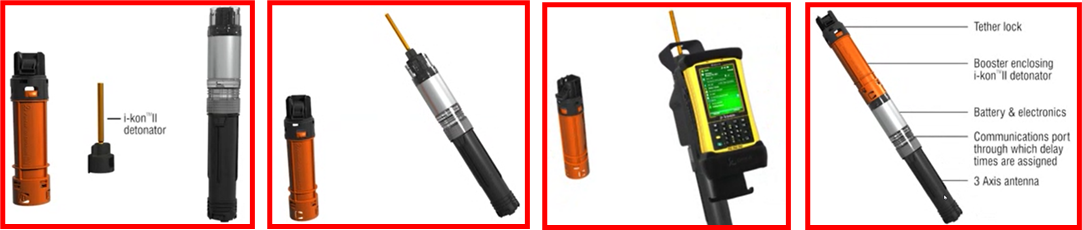 i-kon™II
detonator
Tether lock
Booster enclosing
i-kon™II detonator
Battery & electronics
Communications port
through which delay
times are assigned
3 Axis antenna